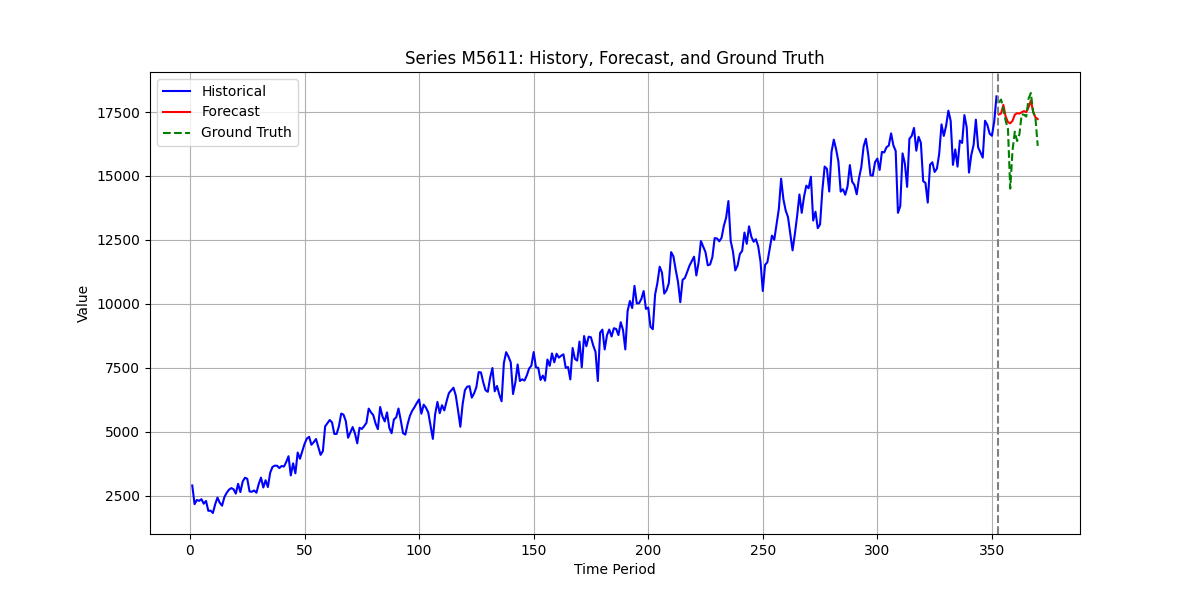 Series M5611: History, Forecast, and Ground Truth
Historical
Forecast
Ground Truth
Value
17500
15000
12500
10000
7500
5000
2500
0 50 100 150 200 250 300 350
Time Period